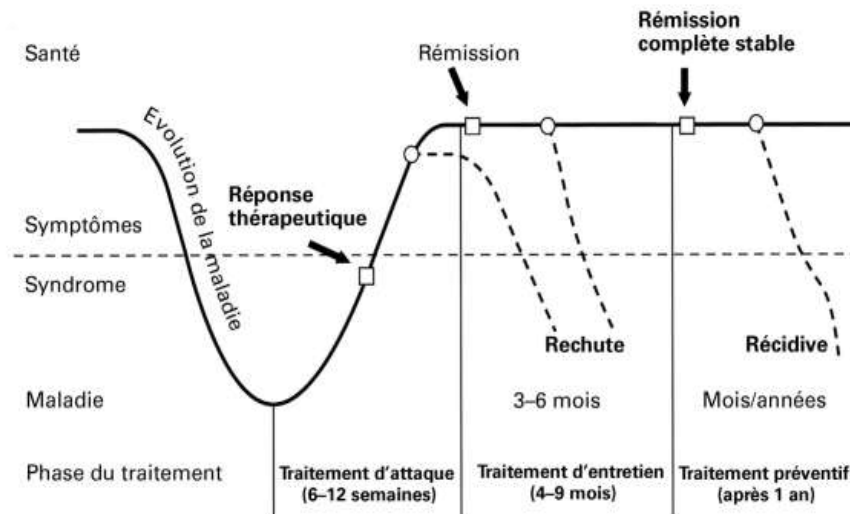 Rémission
complète stable
Santé
Rémission
Evolution de la maladie
Réponse
thérapeutique
Symptômes
Syndrome
Rechute
Récidive
Maladie
3–6 mois
Mois/années
Phase du traitement
Traitement d'attaque
(6–12 semaines)
Traitement d'entretien
(4–9 mois)
Traitement préventif
(après 1 an)